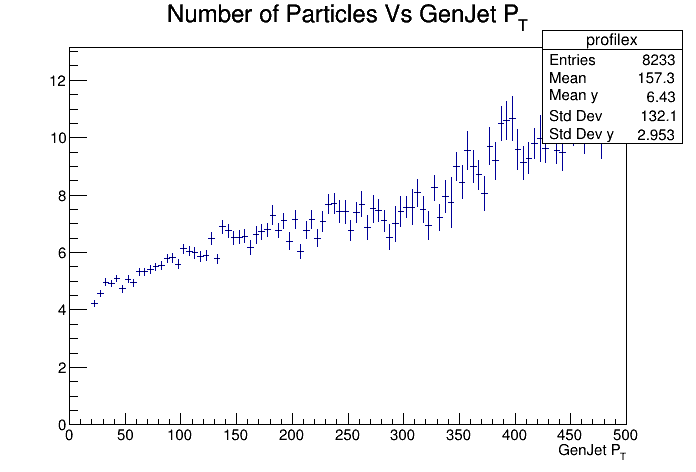 Number of Particles Vs GenJet P_T
profilex
Entries 8233
Mean 157.3
Mean y 6.43
Std Dev 132.1
Std Dev y 2.953
12
10
8
6
4
2
0
0 50 100 150 200 250 300 350 400 450 500
GenJet P_T